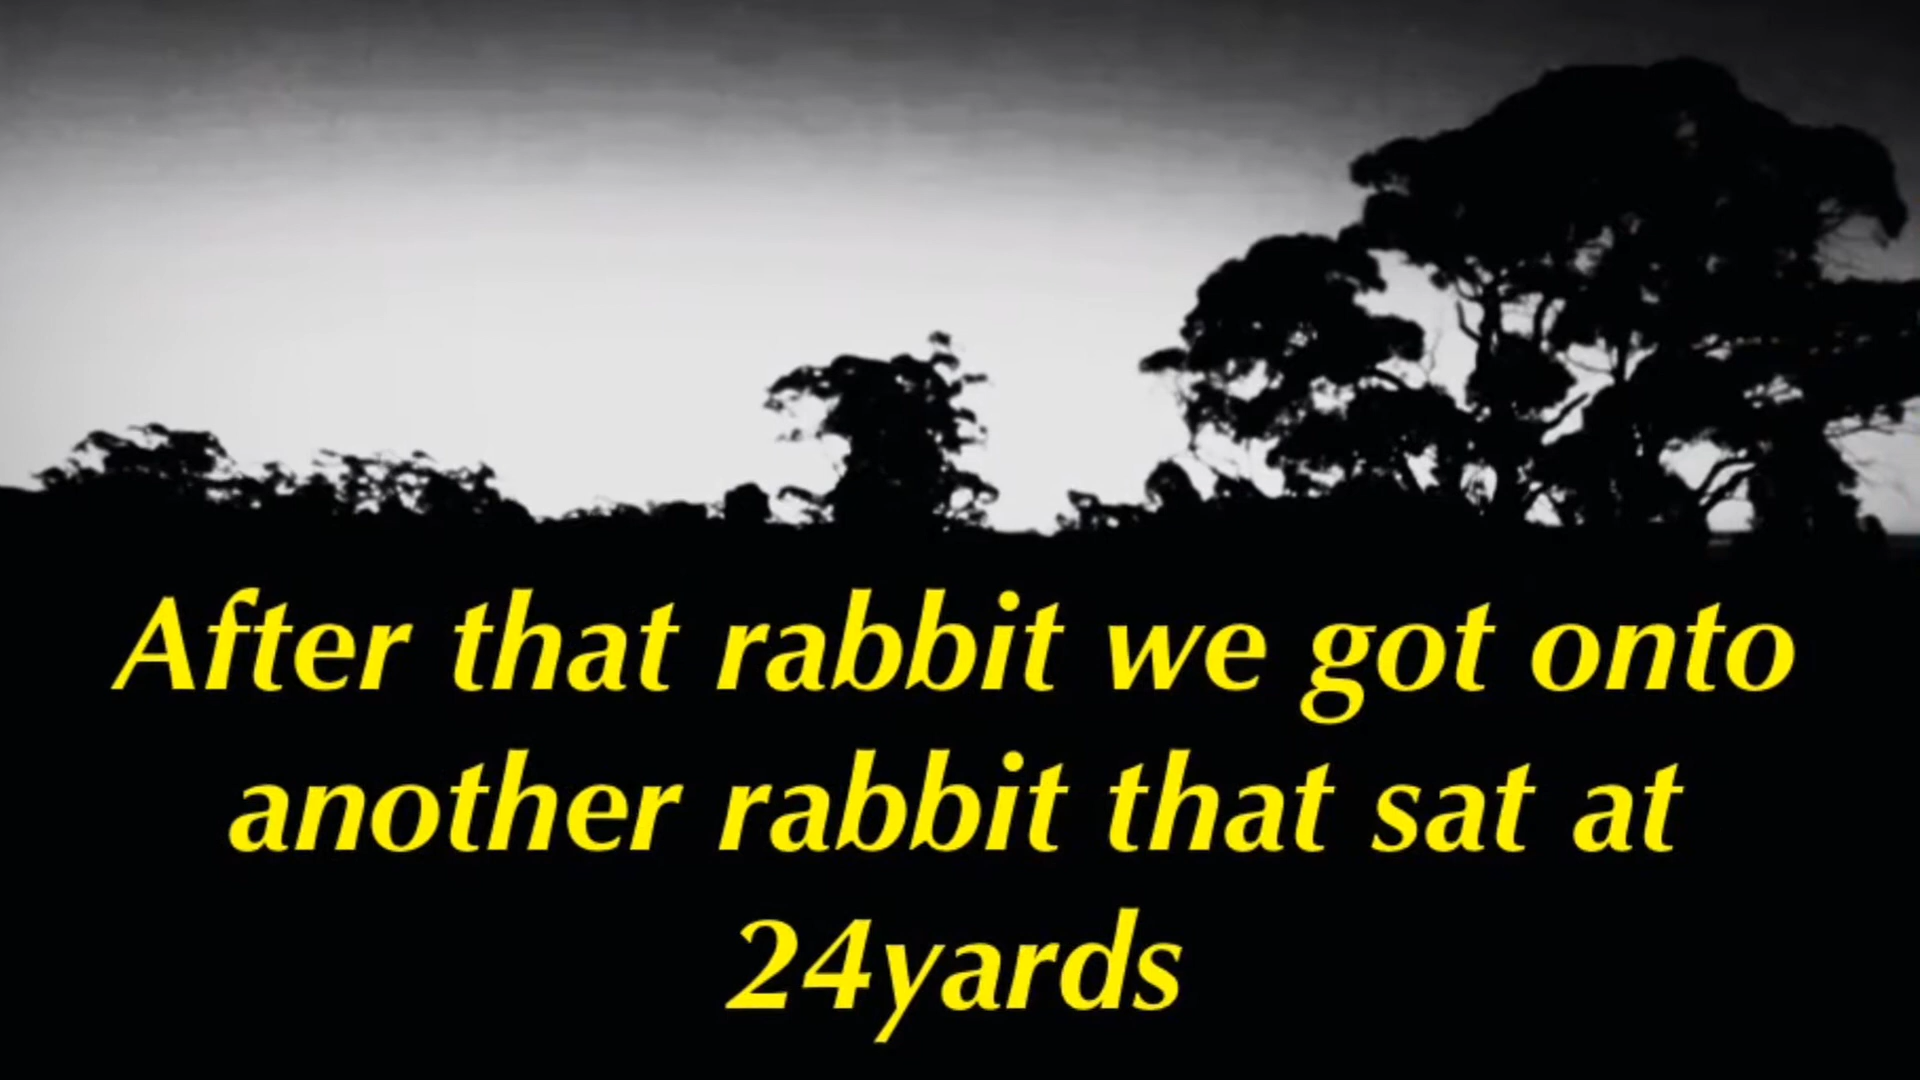 After that rabbit we got onto
another rabbit that sat at
24yards